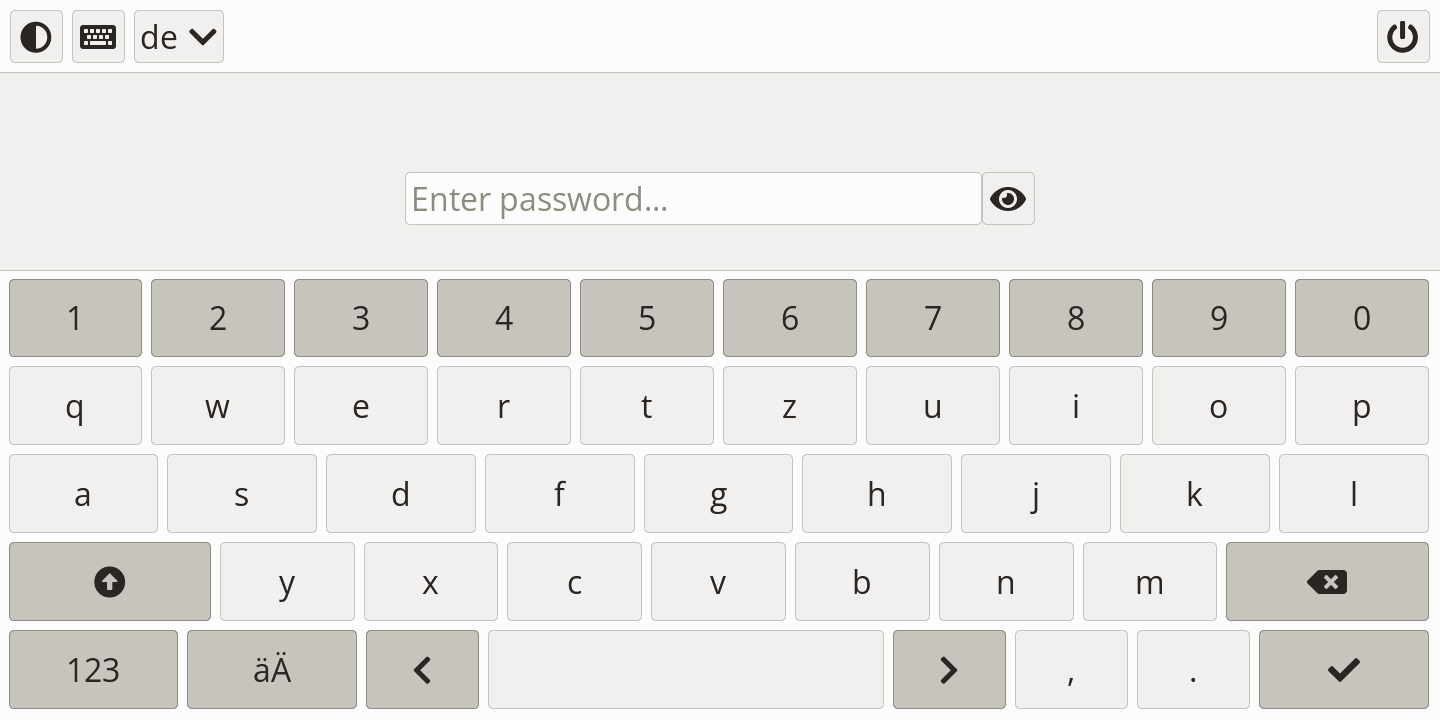 de
Enter password...
1 2 3 4 5 6 7 8 9 0
q w e r t z u i o p
a s d f g h j k l
y x c v b n m
123 äÄ , .